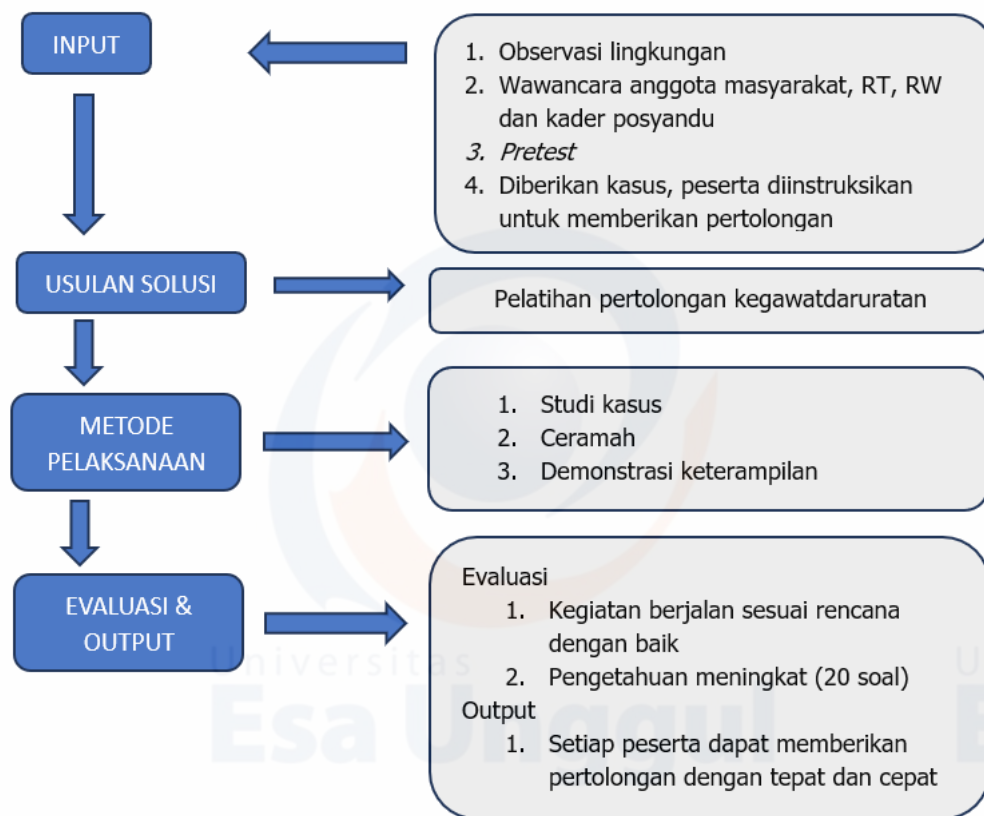 INPUT
1. Observasi lingkungan
2. Wawancara anggota masyarakat, RT, RW
dan kader posyandu
3. Pretest
4. Diberikan kasus, peserta diinstruksikan
untuk memberikan pertolongan
USULAN SOLUSI
Pelatihan pertolongan kegawatdaruratan
METODE
PELAKSANAAN
1. Studi kasus
2. Ceramah
3. Demonstrasi keterampilan
EVALUASI &
OUTPUT
Evaluasi
1. Kegiatan berjalan sesuai rencana
dengan baik
2. Pengetahuan meningkat (20 soal)
Output
1. Setiap peserta dapat memberikan
pertolongan dengan tepat dan cepat
Universitas
Esa Unggul